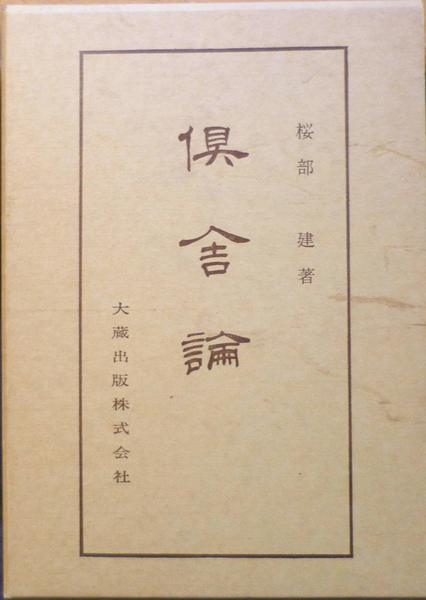 桜部 建著
倶舎論
大蔵出版株式会社